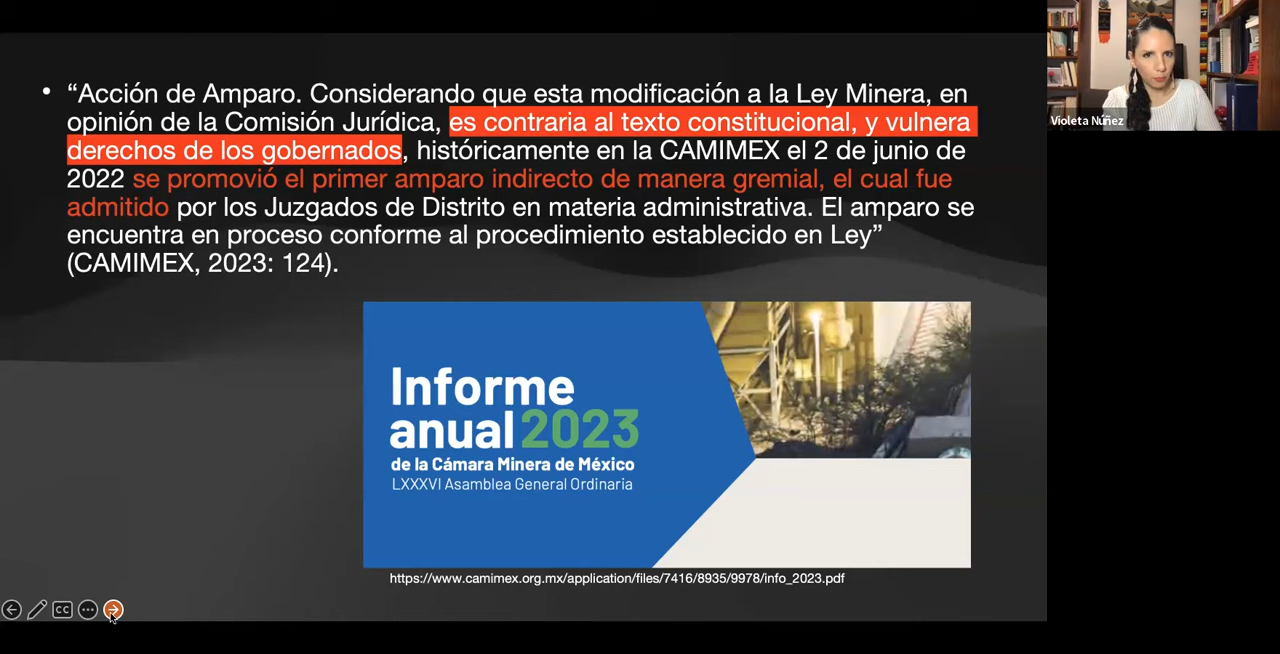 • “Acción de Amparo. Considerando que esta modificación a la Ley Minera, en
opinión de la Comisión Jurídica, es contraria al texto constitucional, y vulnera
derechos de los gobernados, históricamente en la CAMIMEX el 2 de junio de
2022 se promovió el primer amparo indirecto de manera gremial, el cual fue
admitido por los Juzgados de Distrito en materia administrativa. El amparo se
encuentra en proceso conforme al procedimiento establecido en Ley”
(CAMIMEX, 2023: 124).
Violeta Núñez
Informe
anual 2023
de la Cámara Minera de México
LXXXVI Asamblea General Ordinaria
https://www.camimex.org.mx/application/files/7416/8935/9978/info_2023.pdf
CC